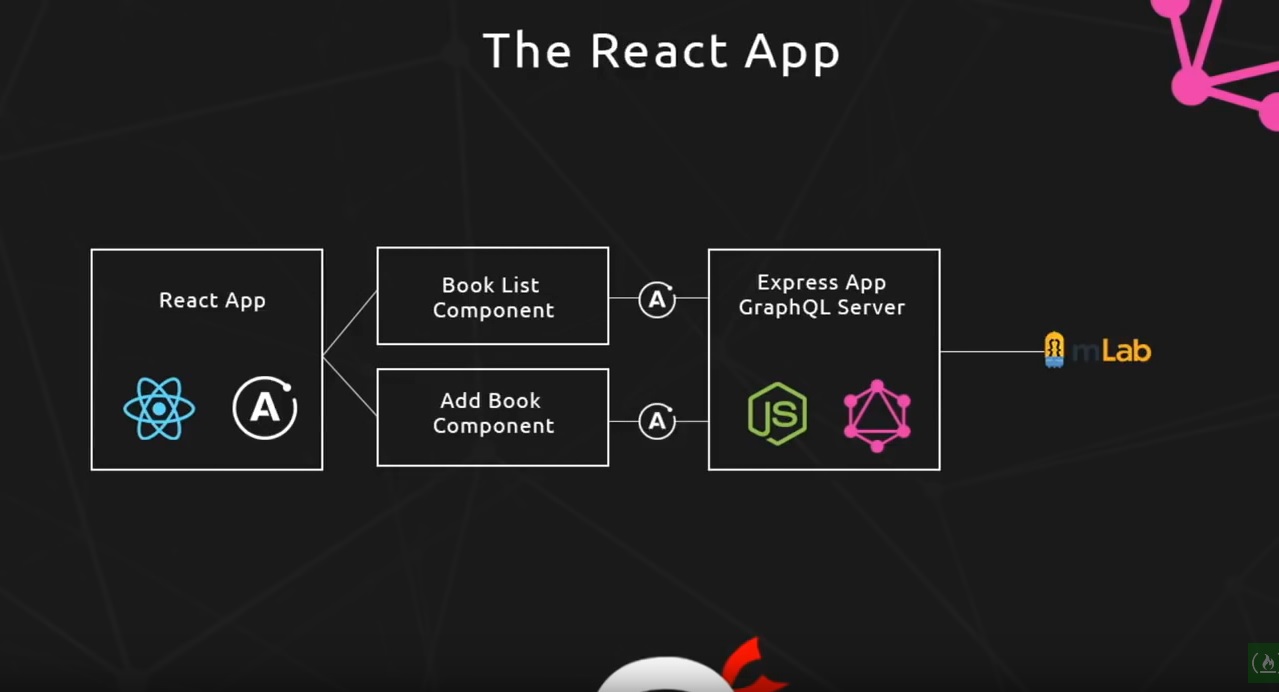 The React App
React App
A
Book List
Component
Add Book
Component
A
A
Express App
GraphQL Server
JS
mLab